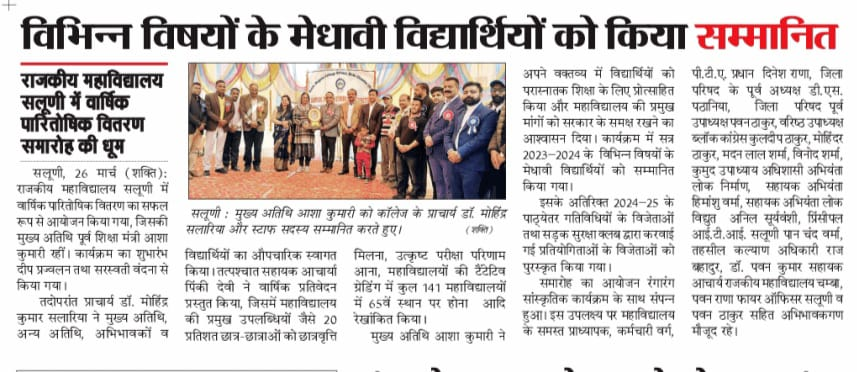 विभिन्न विषयों के मेधावी विद्यार्थियों को किया सम्मानित
राजकीय महाविद्यालय
सलूणी में वार्षिक
पारितोषिक वितरण
समारोह की धूम
सलूणी, 26 मार्च (शक्ति):
राजकीय महाविद्यालय सलूणी में
वार्षिक पारितोषिक वितरण का सफल
रूप से आयोजन किया गया, जिसकी
मुख्य अतिथि पूर्व शिक्षा मंत्री आशा
कुमारी रहीं। कार्यक्रम का शुभारंभ
दीप प्रज्वलन तथा सरस्वती वंदना से
किया गया।
तदोपरांत प्राचार्य डॉ. मोहिंद्र
कुमार सलारिया ने मुख्य अतिथि,
अन्य अतिथि, अभिभावकों व
सलूणी : मुख्य अतिथि आशा कुमारी को कॉलेज के प्राचार्य डॉ. मोहिंद्र
सलारिया और स्टाफ सदस्य सम्मानित करते हुए। (शक्ति)
विद्यार्थियों का औपचारिक स्वागत
किया। तत्पश्चात सहायक आचार्या
पिंकी देवी ने वार्षिक प्रतिवेदन
प्रस्तुत किया, जिसमें महाविद्यालय
की प्रमुख उपलब्धियों जैसे 20
प्रतिशत छात्र-छात्राओं को छात्रवृत्ति
मिलना, उत्कृष्ट परीक्षा परिणाम
आना, महाविद्यालयों की टैंटेटिव
ग्रेडिंग में कुल 141 महाविद्यालयों
में 65वें स्थान पर होना आदि
रेखांकित किया।
मुख्य अतिथि आशा कुमारी ने
अपने वक्तव्य में विद्यार्थियों को
परास्नातक शिक्षा के लिए प्रोत्साहित
किया और महाविद्यालय की प्रमुख
मांगों को सरकार के समक्ष रखने का
आश्वासन दिया। कार्यक्रम में सत्र
2023-2024 के विभिन्न विषयों के
मेधावी विद्यार्थियों को सम्मानित
किया गया।
इसके अतिरिक्त 2024-25 के
पाठ्येतर गतिविधियों के विजेताओं
तथा सड़क सुरक्षा क्लब द्वारा करवाई
गई प्रतियोगिताओं के विजेताओं को
पुरस्कृत किया गया।
समारोह का आयोजन रंगारंग
सांस्कृतिक कार्यक्रम के साथ संपन्न
हुआ। इस उपलक्ष्य पर महाविद्यालय
के समस्त प्राध्यापक, कर्मचारी वर्ग,
पी.टी.ए. प्रधान दिनेश राणा, जिला
परिषद के पूर्व अध्यक्ष डी.एस.
पठानिया, जिला परिषद पूर्व
उपाध्यक्ष पवन ठाकुर, वरिष्ठ उपाध्यक्ष
ब्लॉक कांग्रेस कुलदीप ठाकुर, मोहिंदर
ठाकुर, मदन लाल शर्मा, विनोद शर्मा,
कुमुद उपाध्याय अधिशासी अभियंता
लोक निर्माण, सहायक अभियंता
हिमांशु वर्मा, सहायक अभियंता लोक
विद्युत अनिल सूर्यवंशी, प्रिंसीपल
आई.टी.आई. सलूणी पान चंद वर्मा,
तहसील कल्याण अधिकारी राज
बहादुर, डॉ. पवन कुमार सहायक
आचार्य राजकीय महाविद्यालय चम्बा,
पवन राणा फायर ऑफिसर सलूणी व
पवन ठाकुर सहित अभिभावकगण
मौजूद रहे।